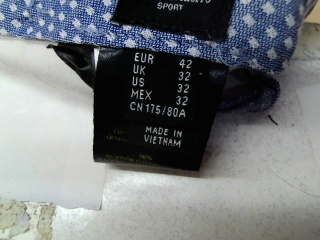 SPORT
EUR 42
UK 32
US 32
MEX 32
CN 175/80A
MADE IN
VIETNAM